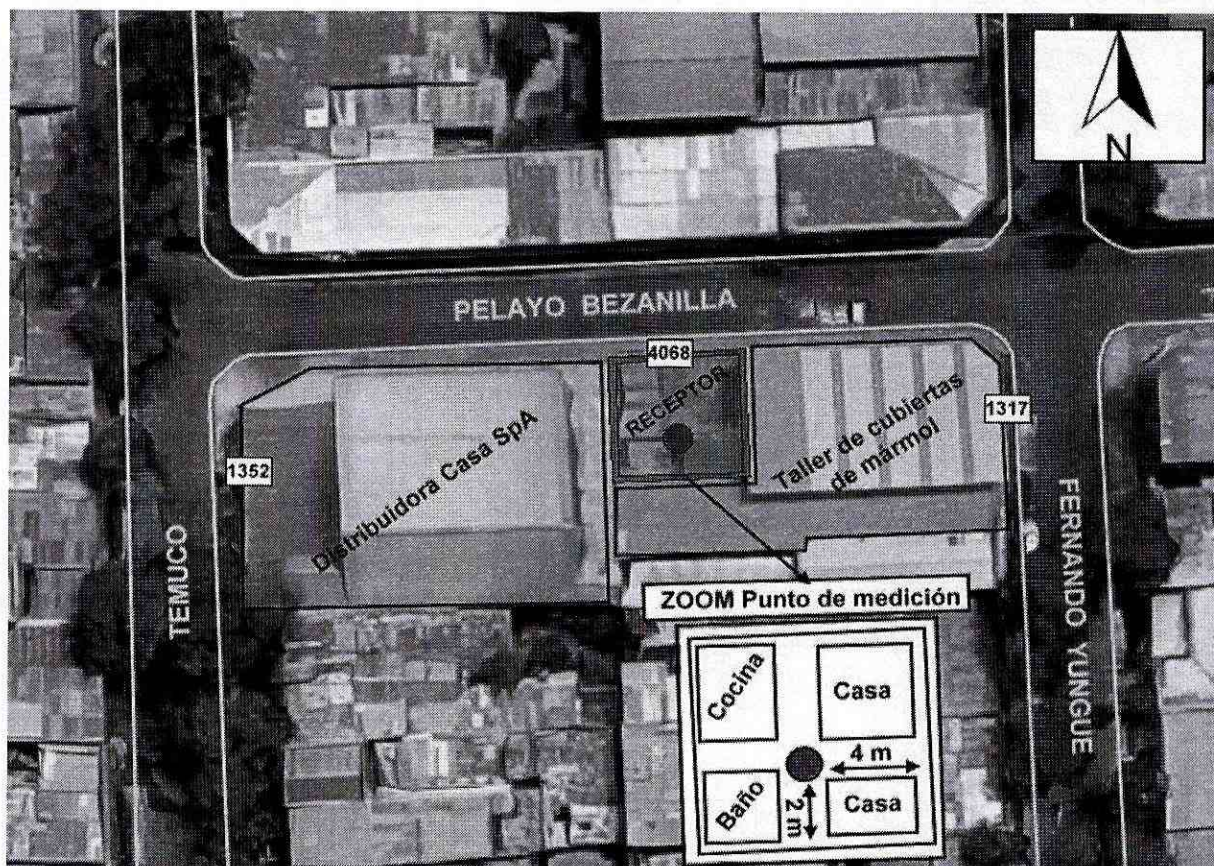 N
PELAYO BEZANILLA
4068
RECEPTOR
1317
1352
Distribuidora Casa SpA
Taller de cubiertas
de mármol
TEMUCO
FERNANDO YUNGUE
ZOOM Punto de medición
Cocina
Casa
4 m
Baño
2 m
Casa